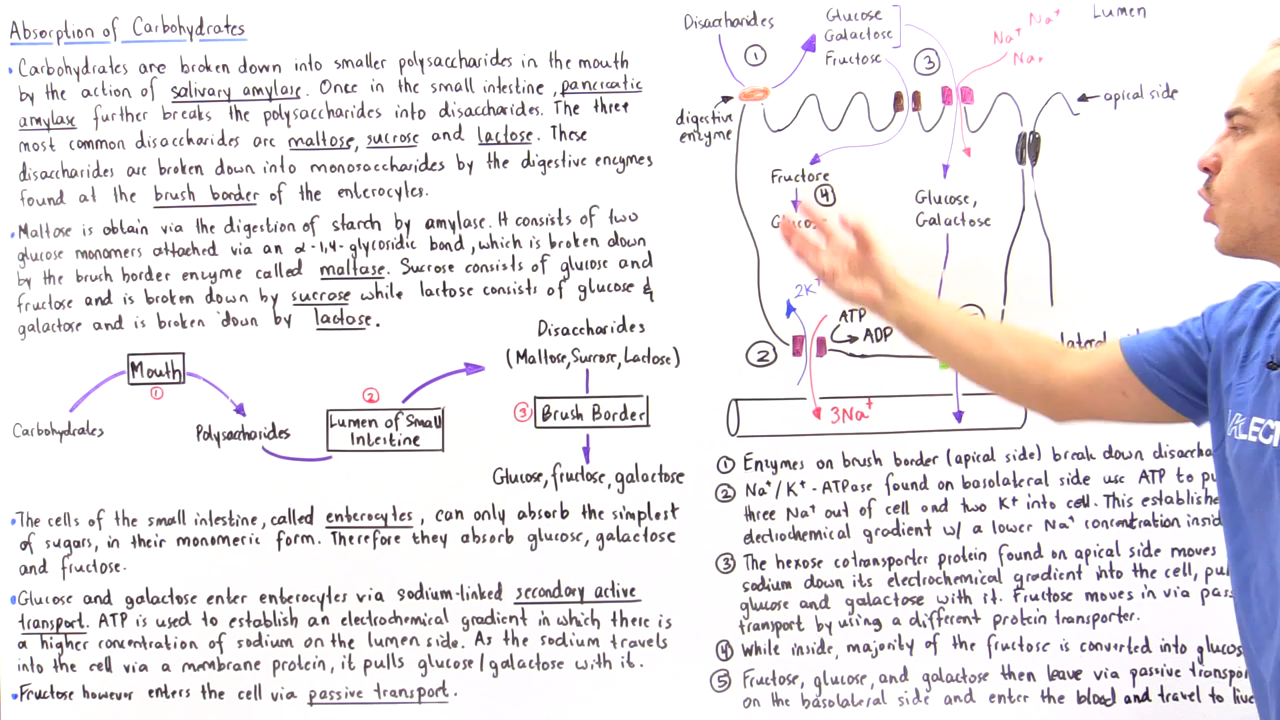 Absorption of Carbohydrates
•Carbohydrates are broken down into smaller polysaccharides in the mouth
by the action of salivary amylase. Once in the small intestine, pancreatic
amylase further breaks the polysaccharides into disaccharides. The three
most common disaccharides are maltose, sucrose and lactose. These
disaccharides are broken down into monosaccharides by the digestive enzymes
found at the brush border of the enterocytes.
•Maltose is obtain via the digestion of starch by amylase. It consists of two
glucose monomers attached via an α-1,4-glycosidic bond, which is broken down
by the brush border enzyme called maltase. Sucrose consists of glucose and
fructose and is broken down by sucrose while lactose consists of glucose &
galactose and is broken down by lactose.
Mouth
①
Carbohydrates
Polysaccharides
②
Lumen of Small
Intestine
Disaccharides
(Maltose, Sucrose, Lactose)
③ Brush Border
Glucose, fructose, galactose
•The cells of the small intestine, called enterocytes, can only absorb the simplest
of sugars, in their monomeric form. Therefore they absorb glucose, galactose
and fructose.
•Glucose and galactose enter enterocytes via sodium-linked secondary active
transport. ATP is used to establish an electrochemical gradient in which there is
a higher concentration of sodium on the lumen side. As the sodium travels
into the cell via a membrane protein, it pulls glucose/galactose with it.
•Fructose however enters the cell via passive transport.
Disaccharides
Glucose
Galactose
Fructose
Na+
Na+
Na+
Lumen
①
③
digestive
enzyme
apical side
Fructose
④
Glucose,
Galactose
2K+
ATP
ADP
②
3Na+
① Enzymes on brush border (apical side) break down
② Na+/K+-ATPase found on basolateral side use ATP to
three Na+ out of cell and two K+ into cell. This
electrochemical gradient w/ a lower Na+ concentration
③ The hexose cotransporter protein found on apical side moves
sodium down its electrochemical gradient into the cell,
glucose and galactose with it. Fructose moves in via
transport by using a different protein transporter.
④ While inside, majority of the fructose is converted into
⑤ Fructose, glucose, and galactose then leave via passive
on the basolateral side and enter the blood and travel to